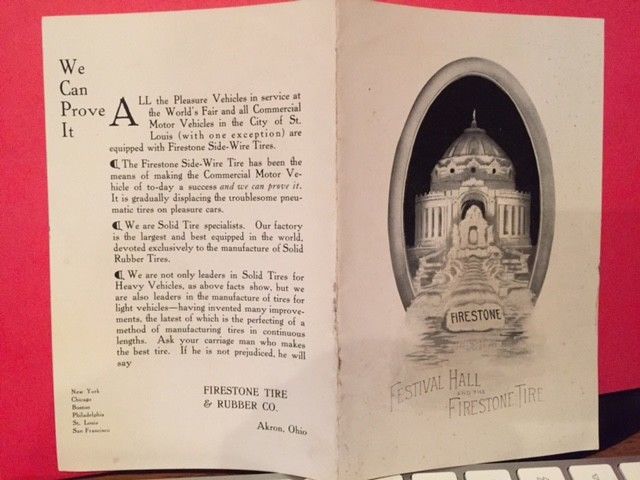 We
Can
Prove
It
ALL the Pleasure Vehicles in service at
the World's Fair and all Commercial
Motor Vehicles in the City of St.
Louis (with one exception) are
equipped with Firestone Side-Wire Tires.
¶ The Firestone Side-Wire Tire has been the
means of making the Commercial Motor Ve-
hicle of to-day a success and we can prove it.
It is gradually displacing the troublesome pneu-
matic tires on pleasure cars.
¶ We are Solid Tire specialists. Our factory
is the largest and best equipped in the world,
devoted exclusively to the manufacture of Solid
Rubber Tires.
¶ We are not only leaders in Solid Tires for
Heavy Vehicles, as above facts show, but we
are also leaders in the manufacture of tires for
light vehicles—having invented many improve-
ments, the latest of which is the perfecting of a
method of manufacturing tires in continuous
lengths. Ask your carriage man who makes
the best tire. If he is not prejudiced, he will
say
FIRESTONE TIRE
& RUBBER CO.
Akron, Ohio
New York
Chicago
Boston
Philadelphia
St. Louis
San Francisco
FIRESTONE
FESTIVAL HALL
AND THE
FIRESTONE TIRE